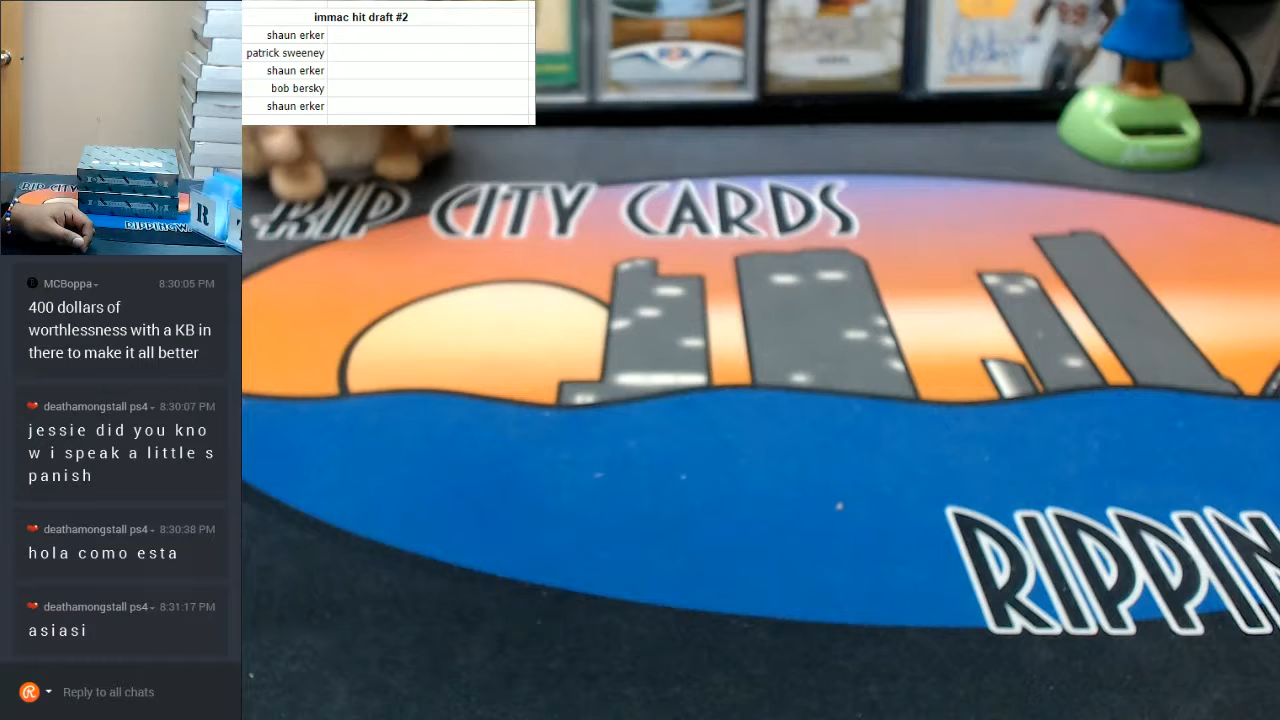 immac hit draft #2
shaun erker
patrick sweeney
shaun erker
bob bersky
shaun erker
RIP CITY CARDS
RIPPIN
RIP CITY
RIPPINGW
R
MCBoppa 8:30:05 PM
400 dollars of
worthlessness with a KB in
there to make it all better
deathamongstall ps4 8:30:07 PM
jessie did you kno
w i speak a little s
panish
deathamongstall ps4 8:30:38 PM
hola como esta
deathamongstall ps4 8:31:17 PM
asiasi
Reply to all chats